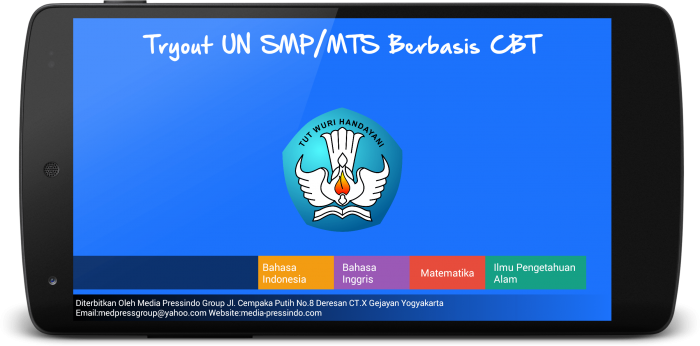 Tryout UN SMP/MTS Berbasis CBT
TUT WURI HANDAYANI
Bahasa
Indonesia
Bahasa
Inggris
Matematika
Ilmu Pengetahuan
Alam
Diterbitkan Oleh Media Pressindo Group Jl. Cempaka Putih No.8 Deresan CT.X Gejayan Yogyakarta
Email:medpressgroup@yahoo.com Website:media-pressindo.com